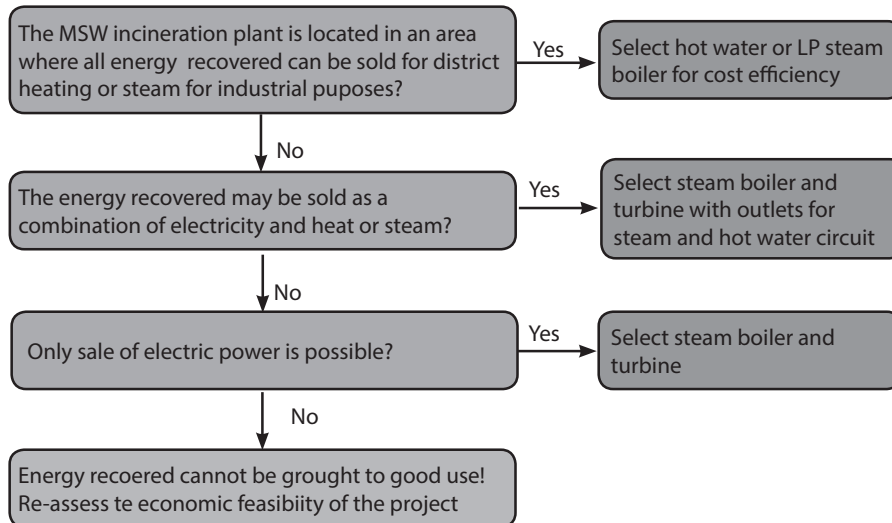 The MSW incineration plant is located in an area
where all energy recovered can be sold for district
heating or steam for industrial puposes?
Yes
Select hot water or LP steam
boiler for cost efficiency
No
The energy recovered may be sold as a
combination of electricity and heat or steam?
Yes
Select steam boiler and
turbine with outlets for
steam and hot water circuit
No
Only sale of electric power is possible?
Yes
Select steam boiler and
turbine
No
Energy recoered cannot be grought to good use!
Re-assess te economic feasibiity of the project